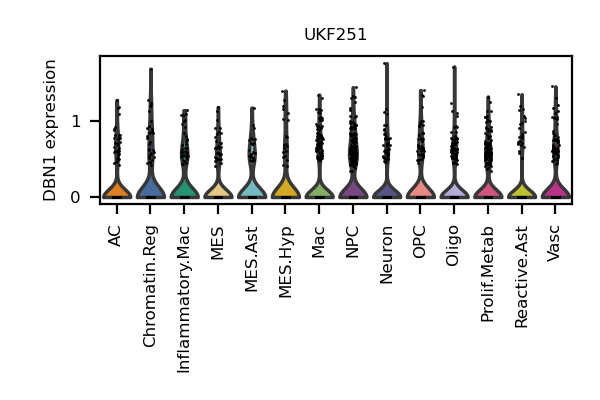 UKF251
DBN1 expression
1
0
AC
Chromatin.Reg
Inflammatory.Mac
MES
MES.Ast
MES.Hyp
Mac
NPC
Neuron
OPC
Oligo
Prolif.Metab
Reactive.Ast
Vasc